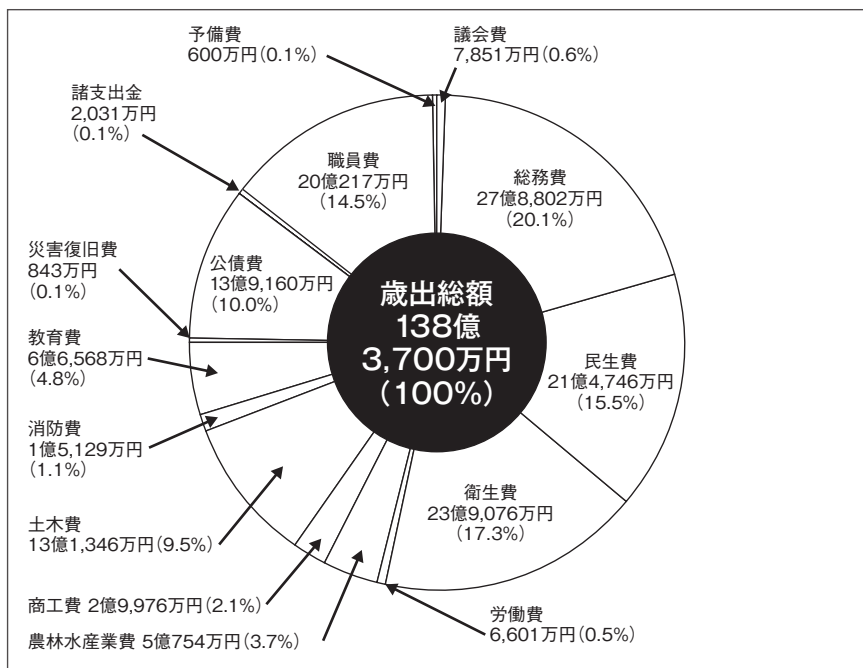 予備費
600万円(0.1%)
議会費
7,851万円(0.6%)
諸支出金
2,031万円
(0.1%)
職員費
20億217万円
(14.5%)
総務費
27億8,802万円
(20.1%)
災害復旧費
843万円
(0.1%)
公債費
13億9,160万円
(10.0%)
歳出総額
138億
3,700万円
(100%)
教育費
6億6,568万円
(4.8%)
民生費
21億4,746万円
(15.5%)
消防費
1億5,129万円
(1.1%)
衛生費
23億9,076万円
(17.3%)
土木費
13億1,346万円(9.5%)
商工費 2億9,976万円(2.1%)
農林水産業費 5億754万円(3.7%)
労働費
6,601万円(0.5%)